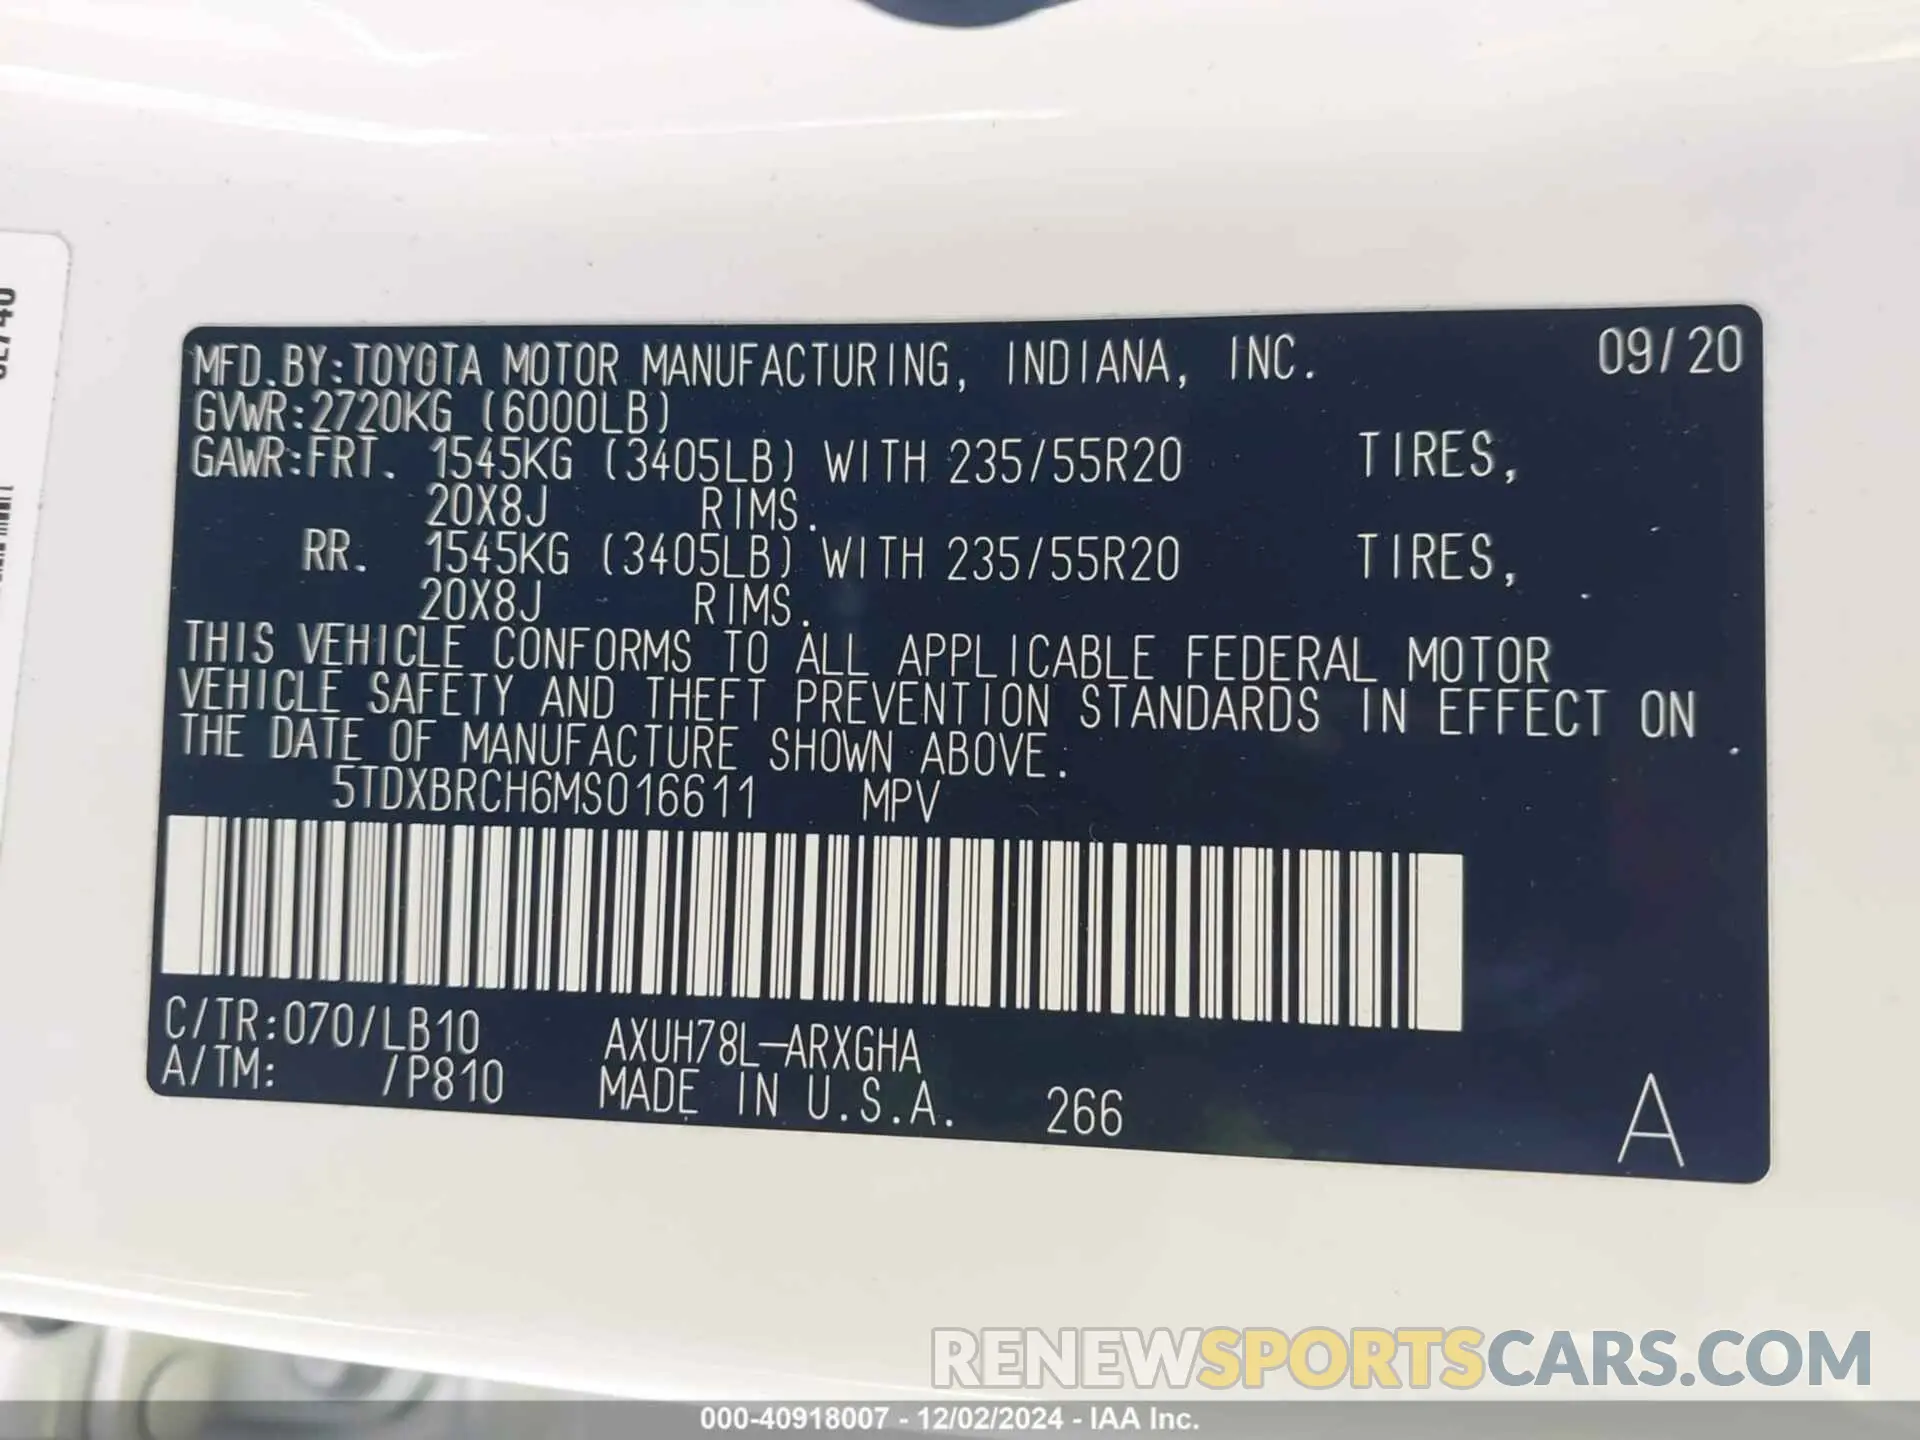 MFD.BY:TOYOTA MOTOR MANUFACTURING, INDIANA, INC. 09/20
GVWR:2720KG (6000LB)
GAWR:FRT. 1545KG (3405LB) WITH 235/55R20 TIRES,
20X8J RIMS.
RR. 1545KG (3405LB) WITH 235/55R20 TIRES,
20X8J RIMS.
THIS VEHICLE CONFORMS TO ALL APPLICABLE FEDERAL MOTOR
VEHICLE SAFETY AND THEFT PREVENTION STANDARDS IN EFFECT ON
THE DATE OF MANUFACTURE SHOWN ABOVE.
5TDXBRCH6MS016611 MPV
C/TR:070/LB10 AXUH78L-ARXGHA
A/TM: /P810 MADE IN U.S.A. 266 A
RENEWSPORTSCARS.COM
000-40918007 - 12/02/2024 - IAA Inc.